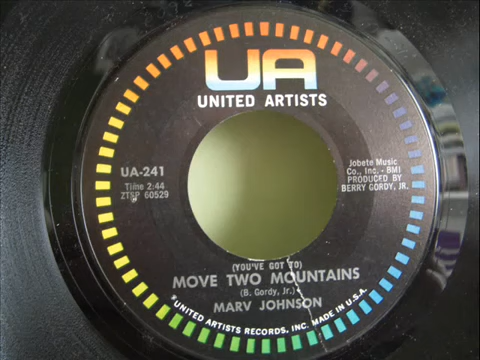 UA
UNITED ARTISTS
UA-241
Time 2:44
ZTSP 60529
Jobete Music
Co., Inc. - BMI
PRODUCED BY
BERRY GORDY, JR.
(YOU'VE GOT TO)
MOVE TWO MOUNTAINS
(B. Gordy, Jr.)
MARV JOHNSON
UNITED ARTISTS RECORDS, INC. MADE IN U.S.A.